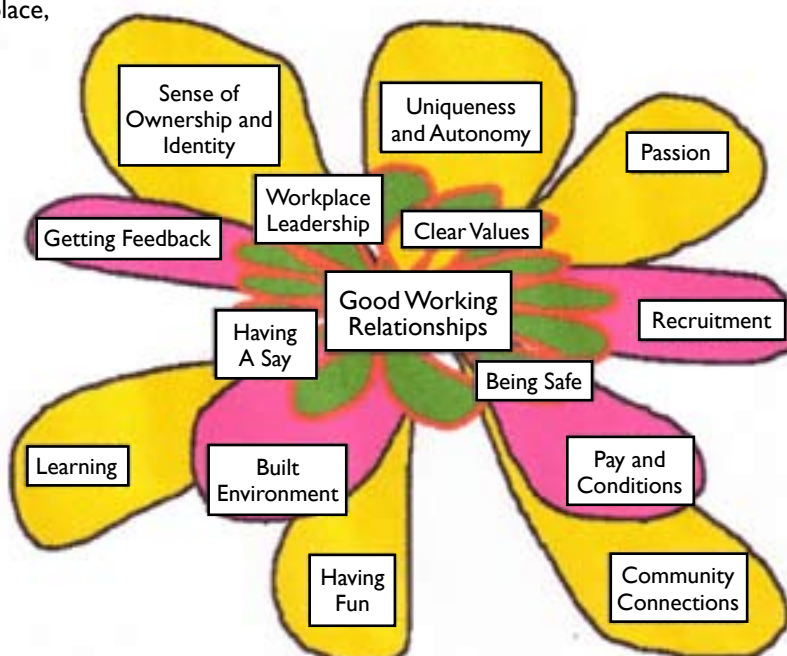 place,
Sense of
Ownership and
Identity
Uniqueness
and Autonomy
Passion
Workplace
Leadership
Getting Feedback
Clear Values
Good Working
Relationships
Recruitment
Having
A Say
Being Safe
Learning
Built
Environment
Pay and
Conditions
Having
Fun
Community
Connections